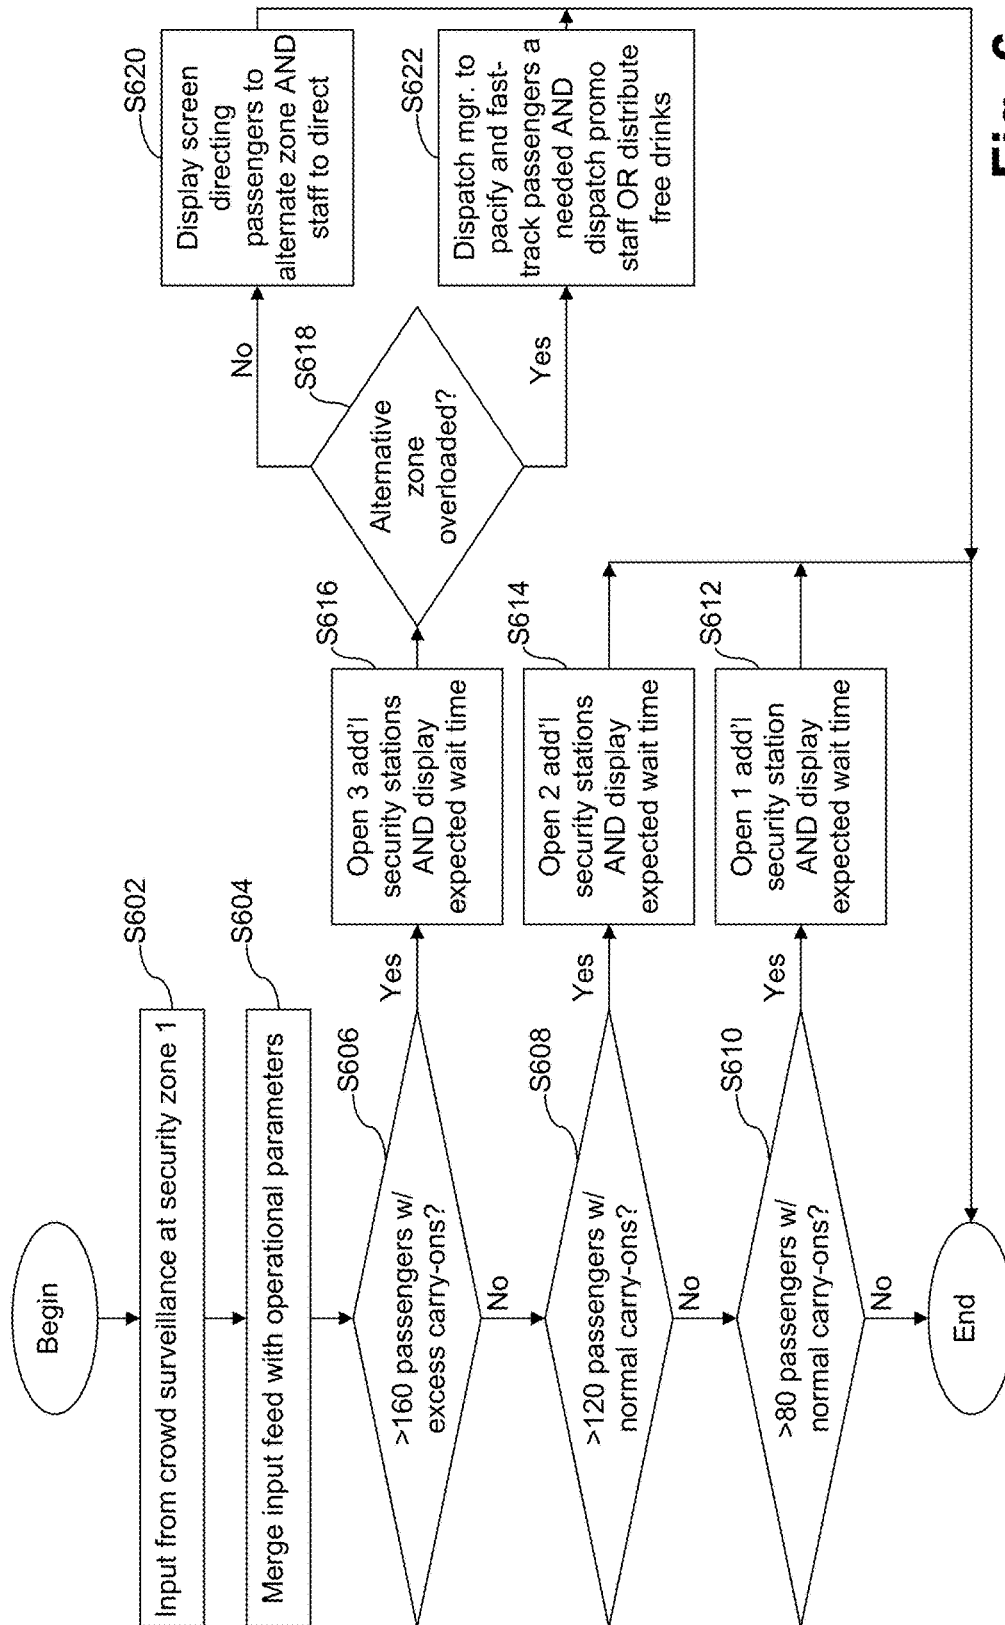 Begin
Input from crowd surveillance at security zone 1
S602
Merge input feed with operational parameters
S604
>160 passengers w/
excess carry-ons?
S606
Yes
No
Open 3 add'l
security stations
AND display
expected wait time
S616
Alternative
zone
overloaded?
S618
No
Yes
Display screen
directing
passengers to
alternate zone AND
staff to direct
S620
Dispatch mgr. to
pacify and fast-
track passengers a
needed AND
dispatch promo
staff OR distribute
free drinks
S622
>120 passengers w/
normal carry-ons?
S608
Yes
No
Open 2 add'l
security stations
AND display
expected wait time
S614
>80 passengers w/
normal carry-ons?
S610
Yes
No
Open 1 add'l
security station
AND display
expected wait time
S612
End
Fig.